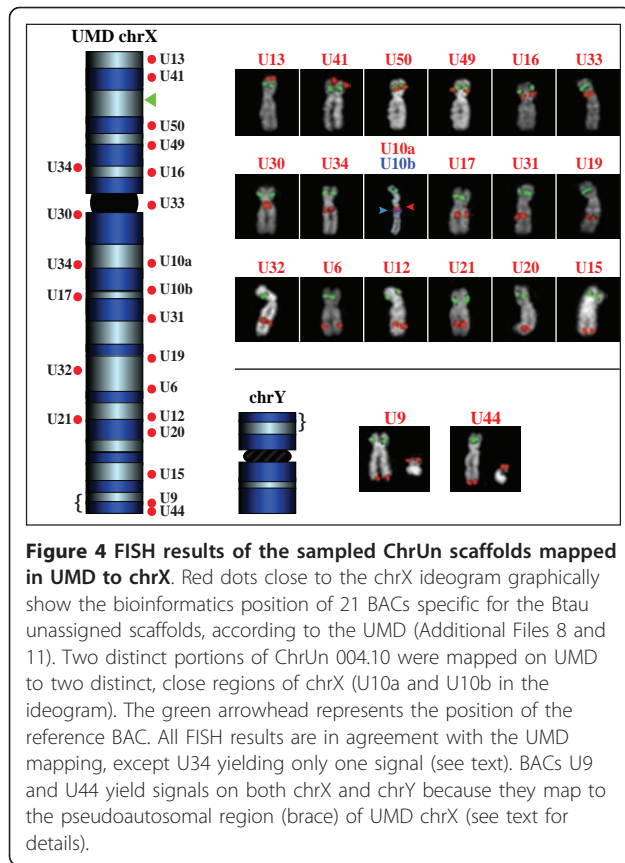 UMD chrX
U13
U41
U50
U49
U34
U16
U33
U30
U34
U10a
U17
U10b
U31
U19
U32
U6
U12
U21
U20
U15
{
U9
U44
U13 U41 U50 U49 U16 U33
U10a
U30 U34 U10b U17 U31 U19
U32 U6 U12 U21 U20 U15
chrY
}
U9 U44
Figure 4 FISH results of the sampled ChrUn scaffolds mapped
in UMD to chrX. Red dots close to the chrX ideogram graphically
show the bioinformatics position of 21 BACs specific for the Btau
unassigned scaffolds, according to the UMD (Additional Files 8 and
11). Two distinct portions of ChrUn 004.10 were mapped on UMD
to two distinct, close regions of chrX (U10a and U10b in the
ideogram). The green arrowhead represents the position of the
reference BAC. All FISH results are in agreement with the UMD
mapping, except U34 yielding only one signal (see text). BACs U9
and U44 yield signals on both chrX and chrY because they map to
the pseudoautosomal region (brace) of UMD chrX (see text for
details).